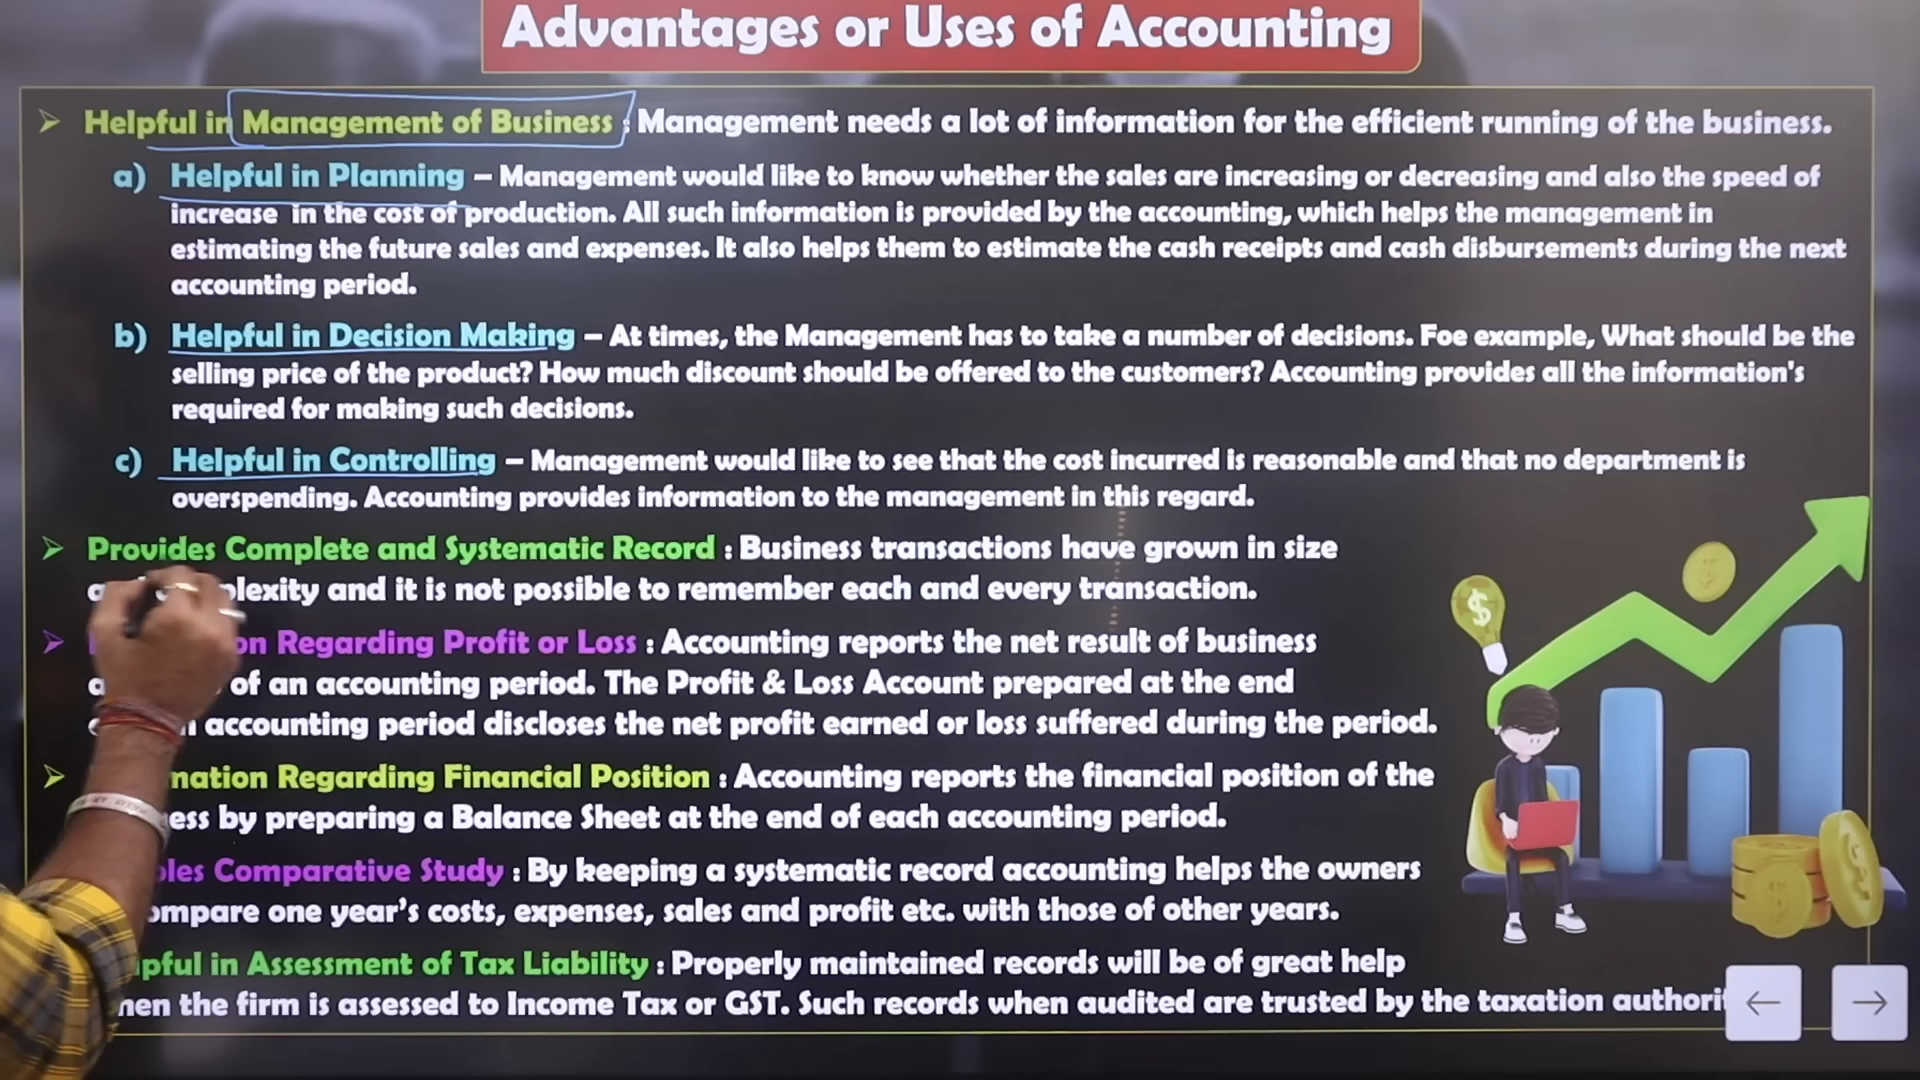 Advantages or Uses of Accounting
Helpful in Management of Business : Management needs a lot of information for the efficient running of the business.
a) Helpful in Planning – Management would like to know whether the sales are increasing or decreasing and also the speed of
increase in the cost of production. All such information is provided by the accounting, which helps the management in
estimating the future sales and expenses. It also helps them to estimate the cash receipts and cash disbursements during the next
accounting period.
b) Helpful in Decision Making – At times, the Management has to take a number of decisions. Foe example, What should be the
selling price of the product? How much discount should be offered to the customers? Accounting provides all the information's
required for making such decisions.
c) Helpful in Controlling – Management would like to see that the cost incurred is reasonable and that no department is
overspending. Accounting provides information to the management in this regard.
Provides Complete and Systematic Record : Business transactions have grown in size
plexity and it is not possible to remember each and every transaction.
on Regarding Profit or Loss : Accounting reports the net result of business
of an accounting period. The Profit & Loss Account prepared at the end
accounting period discloses the net profit earned or loss suffered during the period.
mation Regarding Financial Position : Accounting reports the financial position of the
ess by preparing a Balance Sheet at the end of each accounting period.
les Comparative Study : By keeping a systematic record accounting helps the owners
ompare one year's costs, expenses, sales and profit etc. with those of other years.
lpful in Assessment of Tax Liability : Properly maintained records will be of great help
hen the firm is assessed to Income Tax or GST. Such records when audited are trusted by the taxation authori